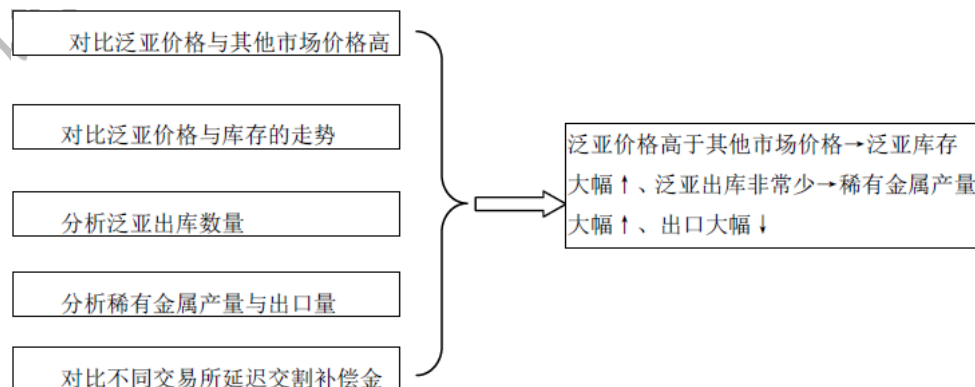 对比泛亚价格与其他市场价格高
对比泛亚价格与库存的走势
分析泛亚出库数量
分析稀有金属产量与出口量
对比不同交易所延迟交割补偿金
泛亚价格高于其他市场价格→泛亚库存
大幅↑、泛亚出库非常少→稀有金属产量
大幅↑、出口大幅↓